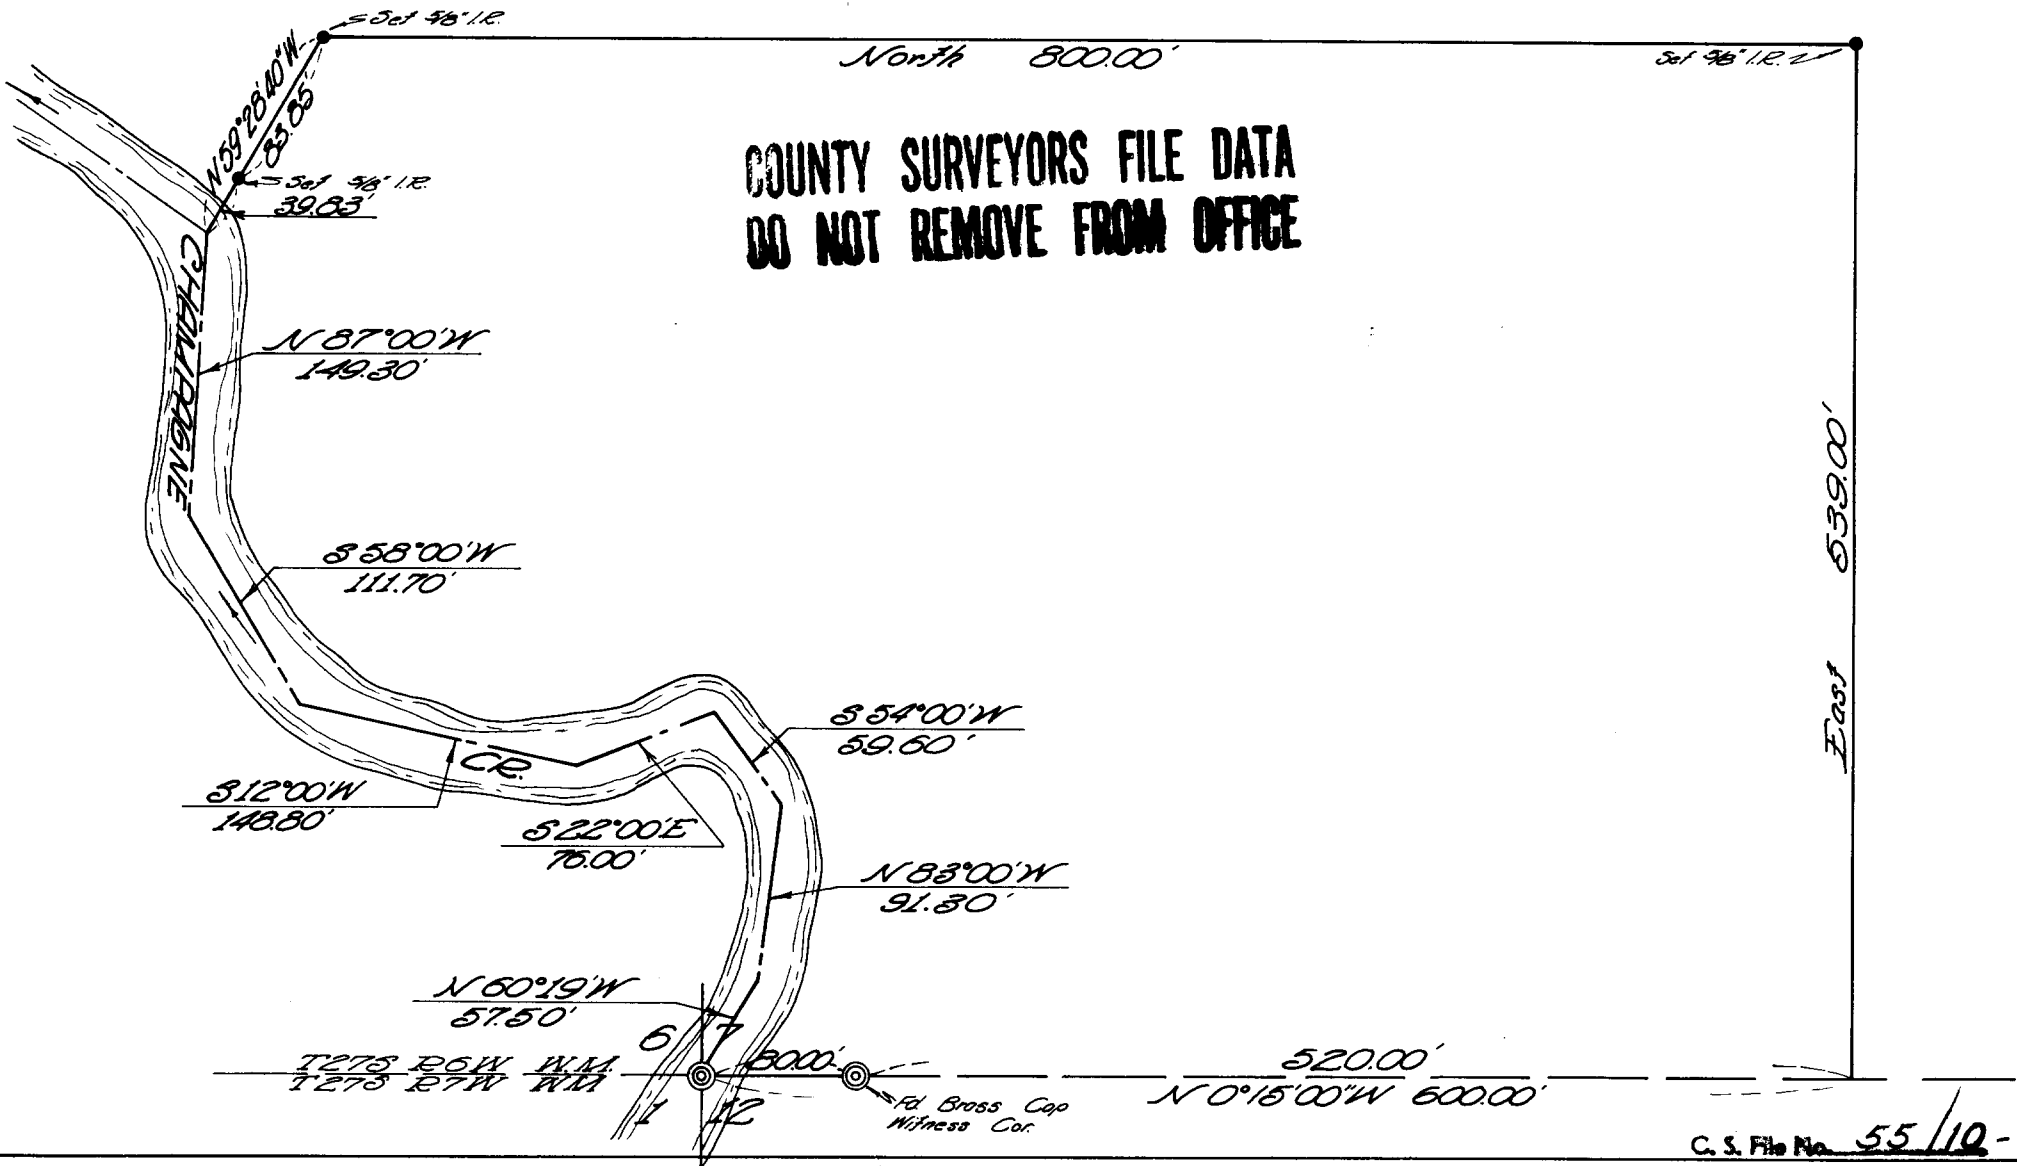 Set 5/8" I.R.
North 800.00'
Set 5/8" I.R.
N59°28'40"W
83.85'
COUNTY SURVEYORS FILE DATA
DO NOT REMOVE FROM OFFICE
Set 5/8" I.R.
39.83'
CHAMPAGNE
N 87°00'W
149.30'
East 539.00'
S 58°00'W
111.70'
S 54°00'W
59.60'
CR.
S12°00'W
148.80'
S22°00'E
76.00'
N 83°00'W
91.30'
N 60°19'W
57.50'
6 7
80.00'
520.00'
T27S R6W W.M.
T27S R7W WM
N 0°15'00"W 600.00'
Fd Brass Cap
Witness Cor.
1 12
C. S. File No. 55/10-